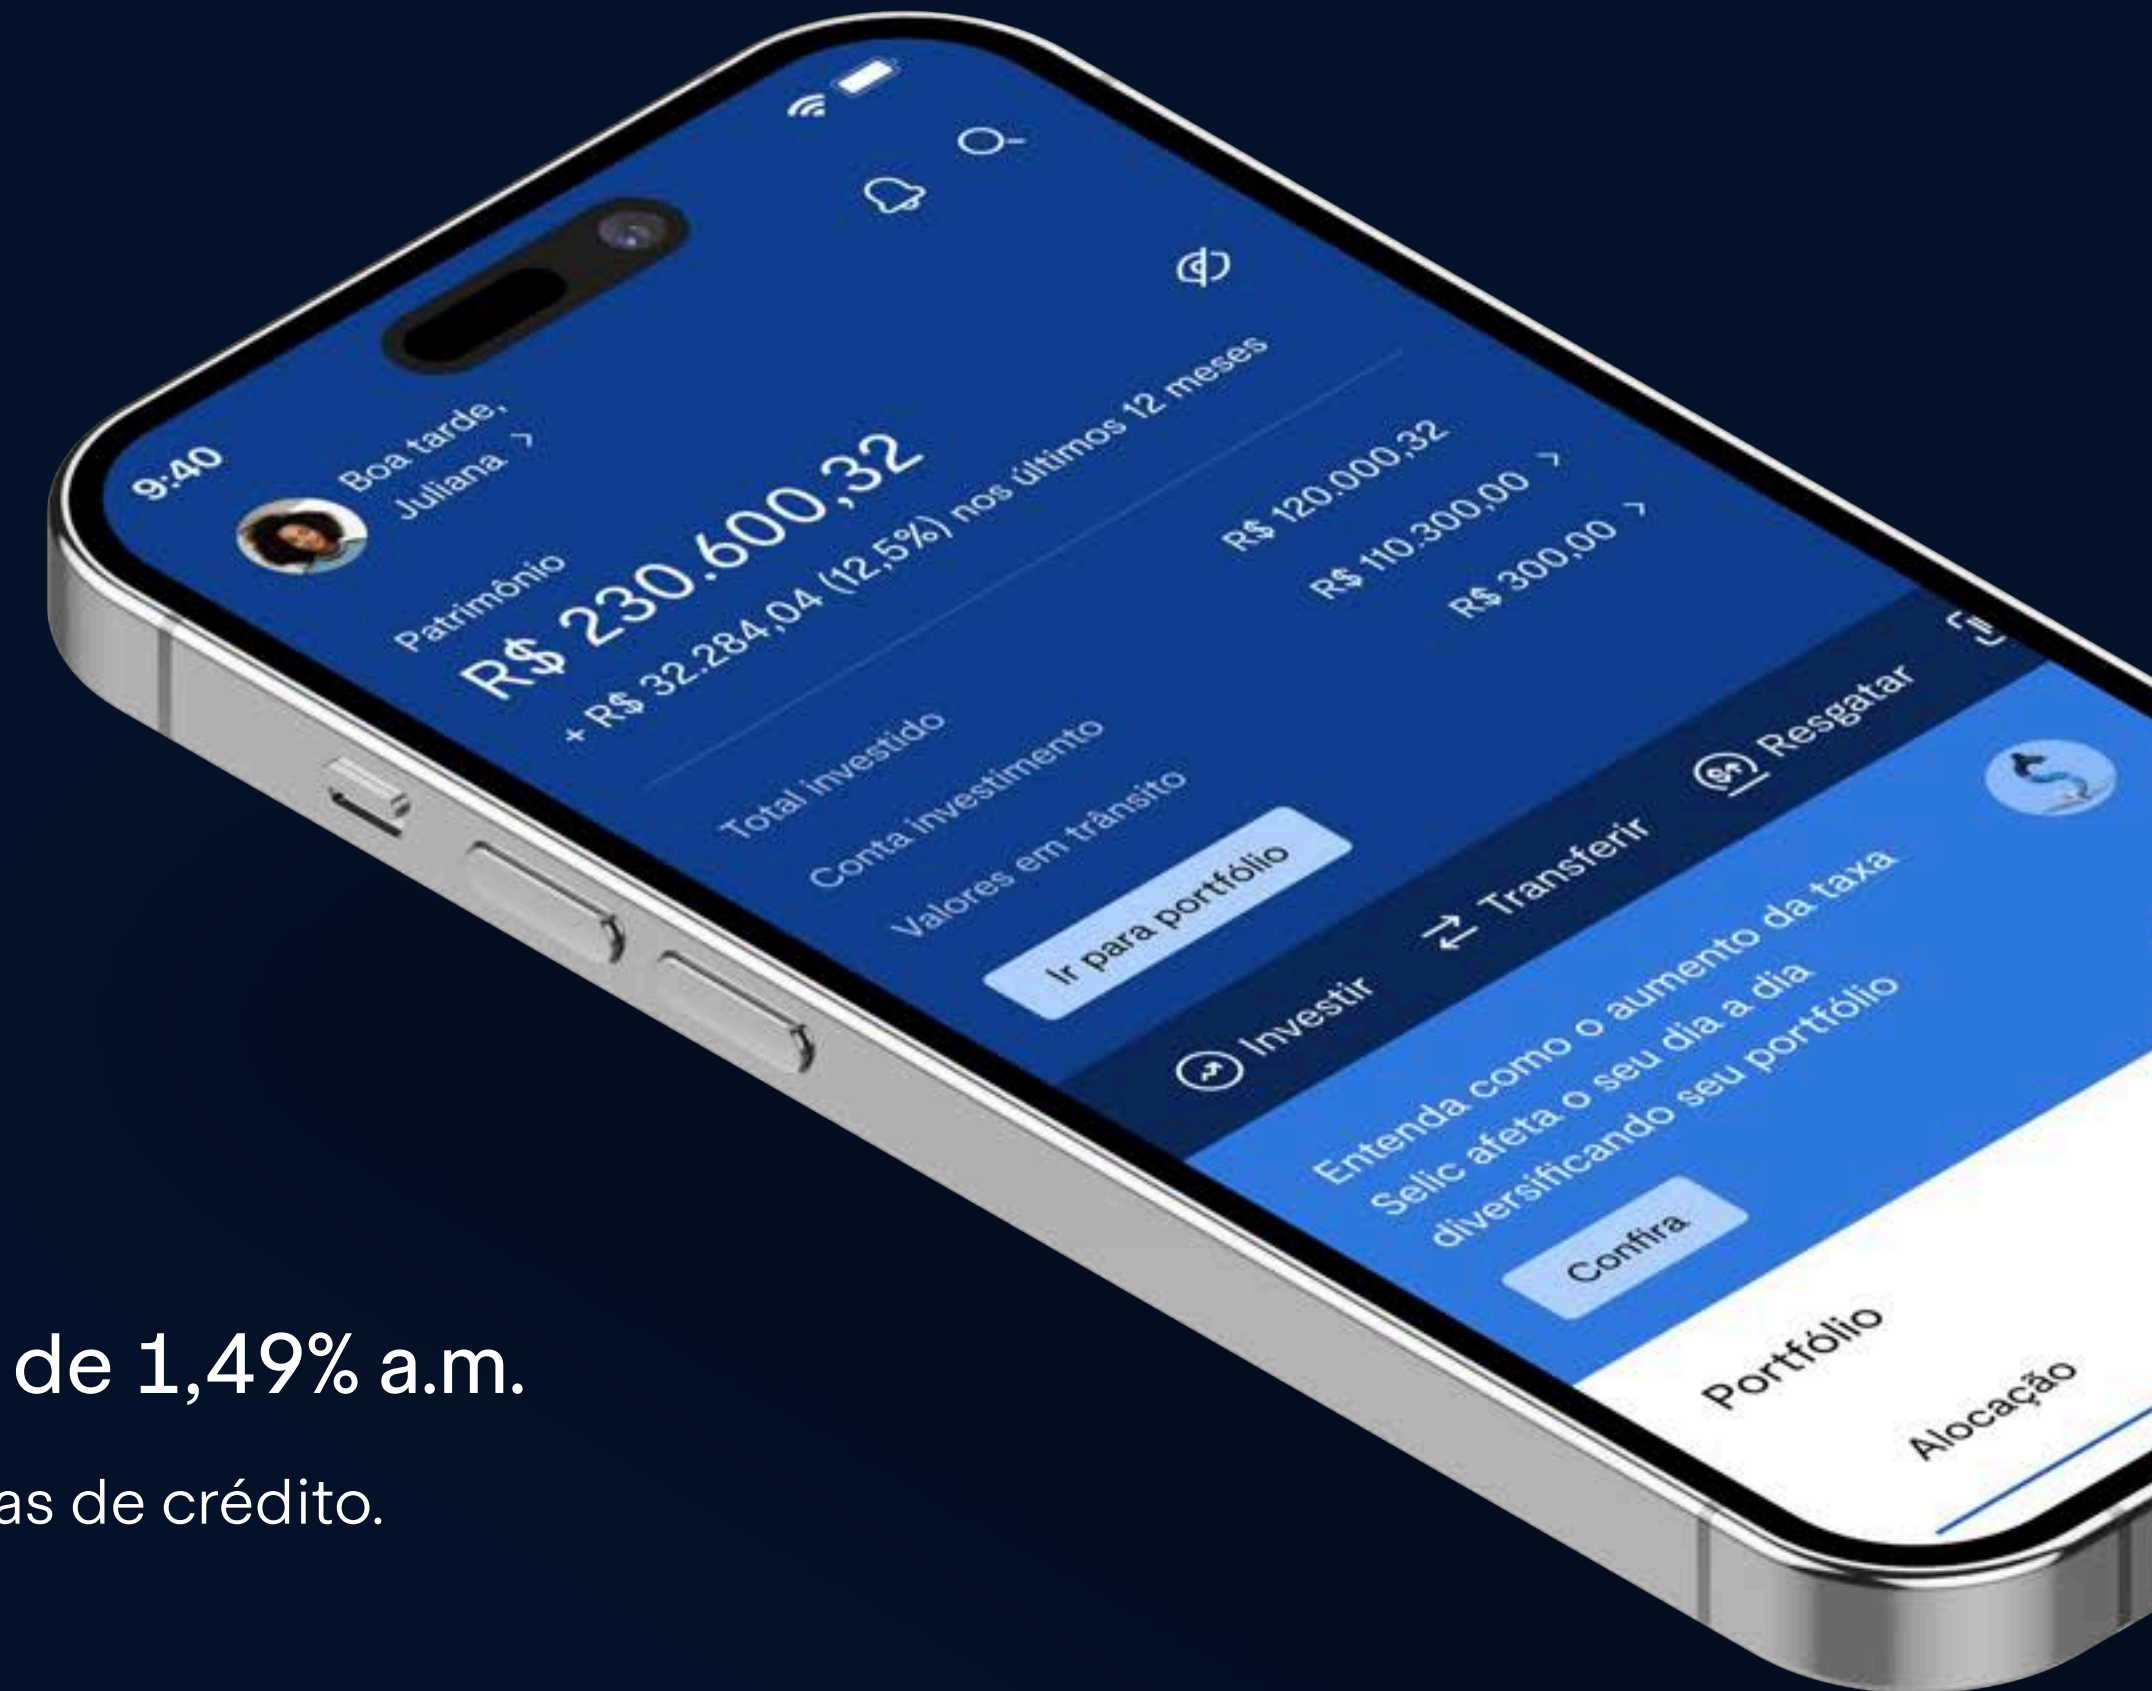 9:40
Boa tarde,
Juliana
Patrimônio
R$ 230.600,32
+ R$ 32.284,04 (12,5%) nos últimos 12 meses
Total investido R$ 120.000,32
Conta investimento R$ 110.300,00
Valores em trânsito R$ 300,00
Ir para portfólio
Investir Transferir Resgatar
Entenda como o aumento da taxa
Selic afeta o seu dia a dia
diversificando seu portfólio
Confira
Portfólio
Alocação
de 1,49% a.m.
as de crédito.